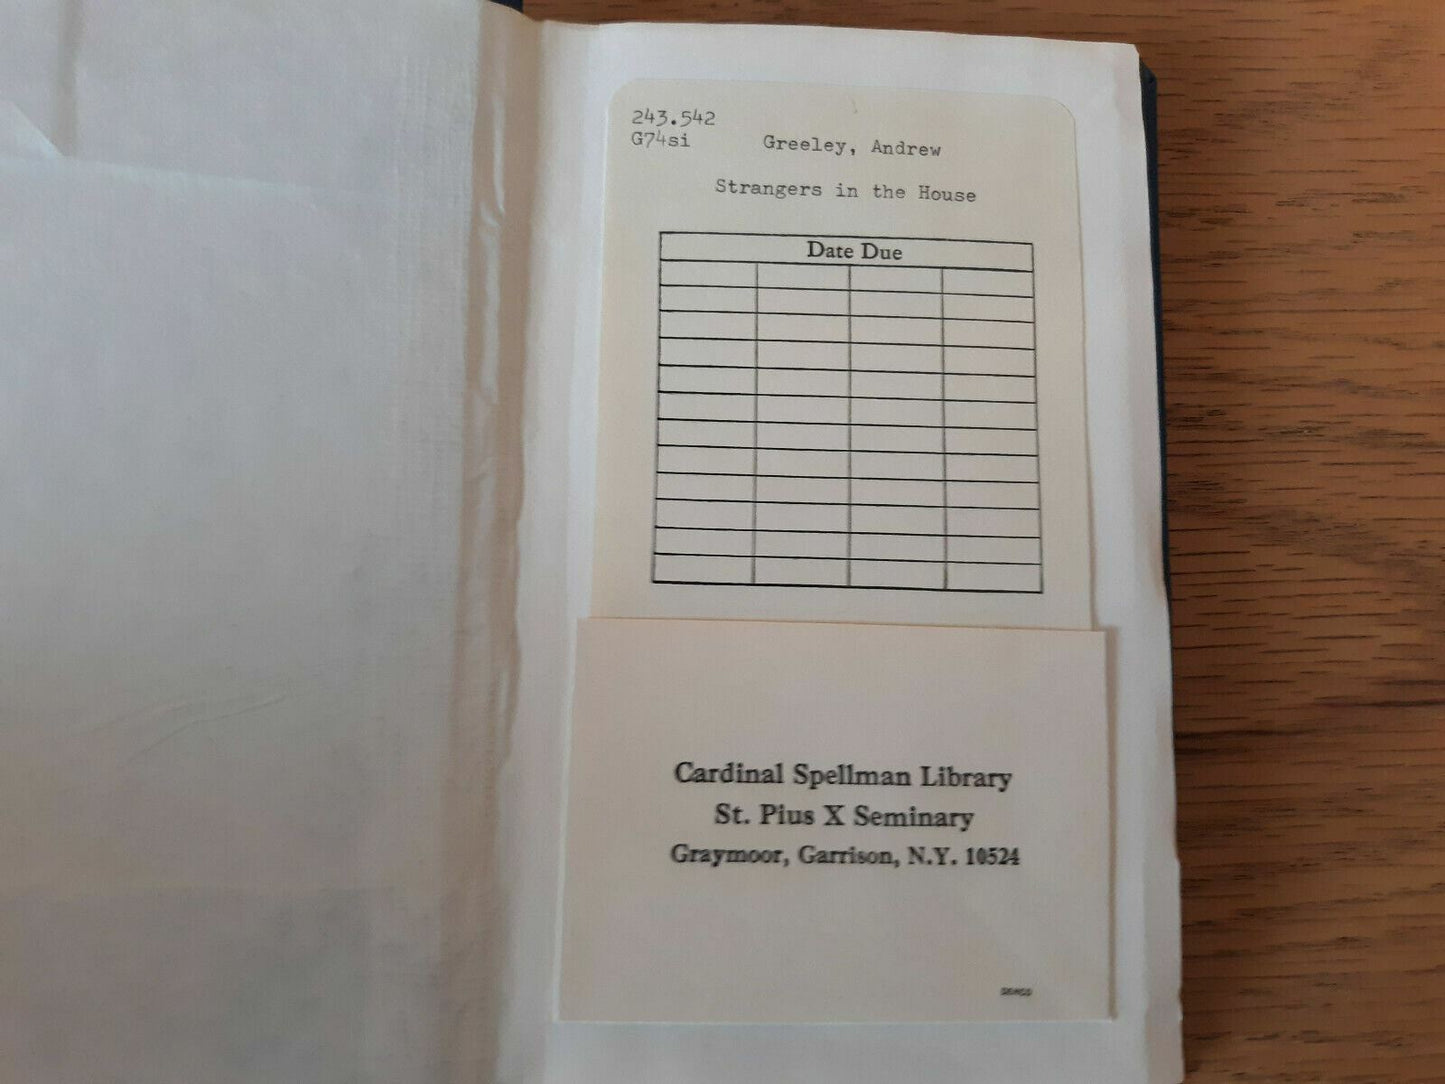 243.542
G74si Greeley, Andrew
Strangers in the House
Date Due
Cardinal Spellman Library
St. Pius X Seminary
Graymoor, Garrison, N.Y. 10524
DEMCO